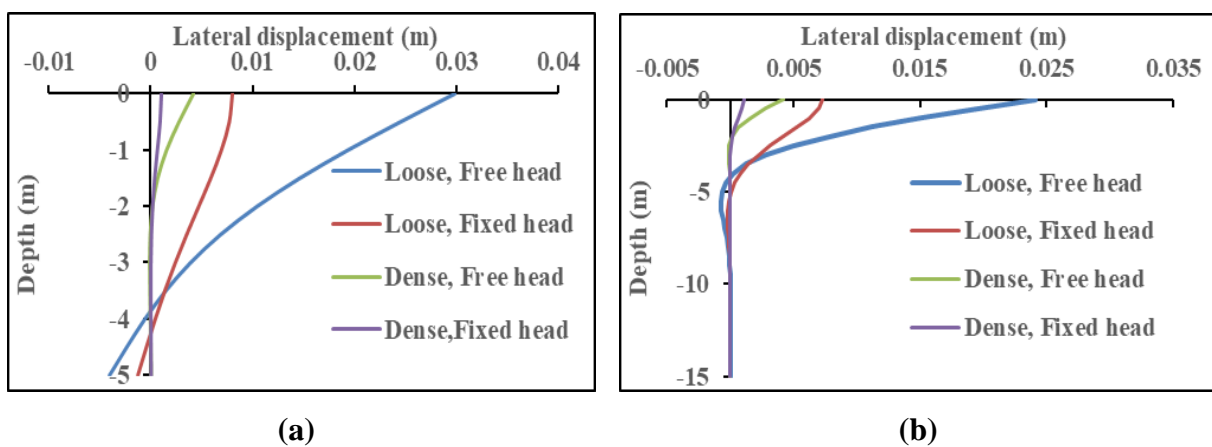 Lateral displacement (m)
-0.01 0 0.01 0.02 0.03 0.04
0
-1
-2
-3
-4
-5
Depth (m)
Loose, Free head
Loose, Fixed head
Dense, Free head
Dense,Fixed head
(a)
Lateral displacement (m)
-0.005 0.005 0.015 0.025 0.035
0
-5
-10
-15
Depth (m)
Loose, Free head
Loose, Fixed head
Dense, Free head
Dense, Fixed head
(b)